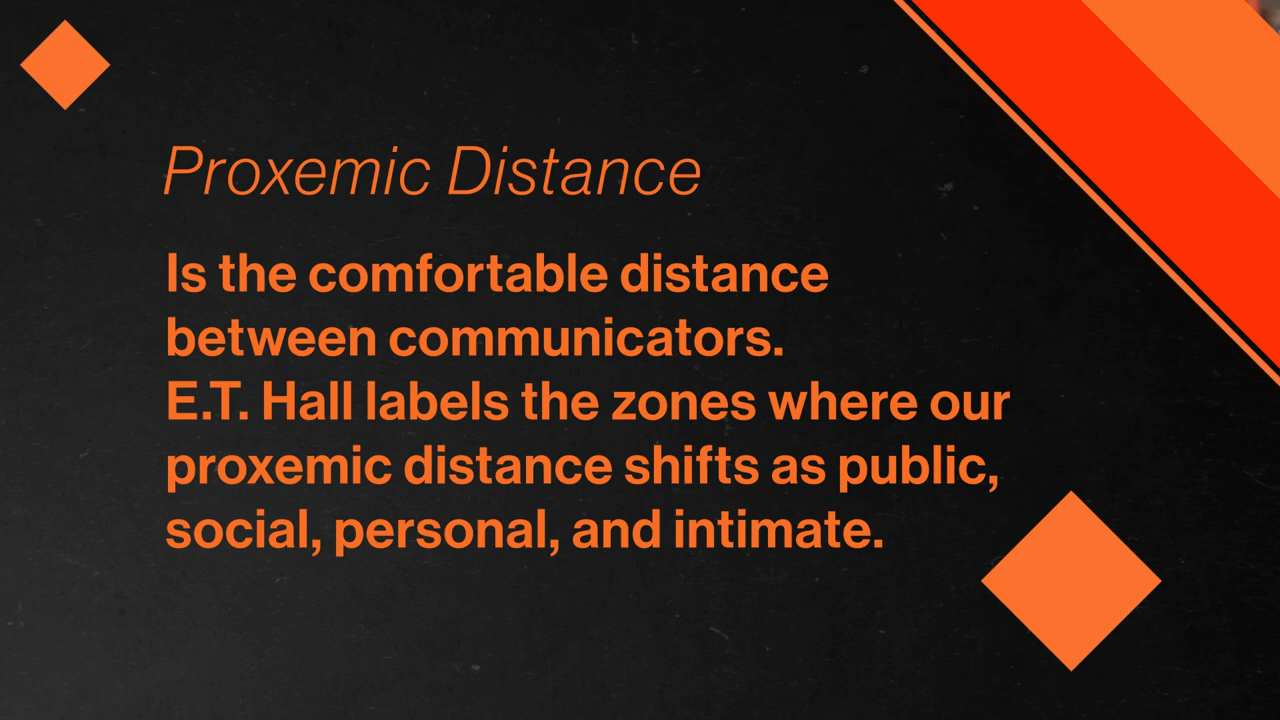 Proxemic Distance
Is the comfortable distance
between communicators.
E.T. Hall labels the zones where our
proxemic distance shifts as public,
social, personal, and intimate.